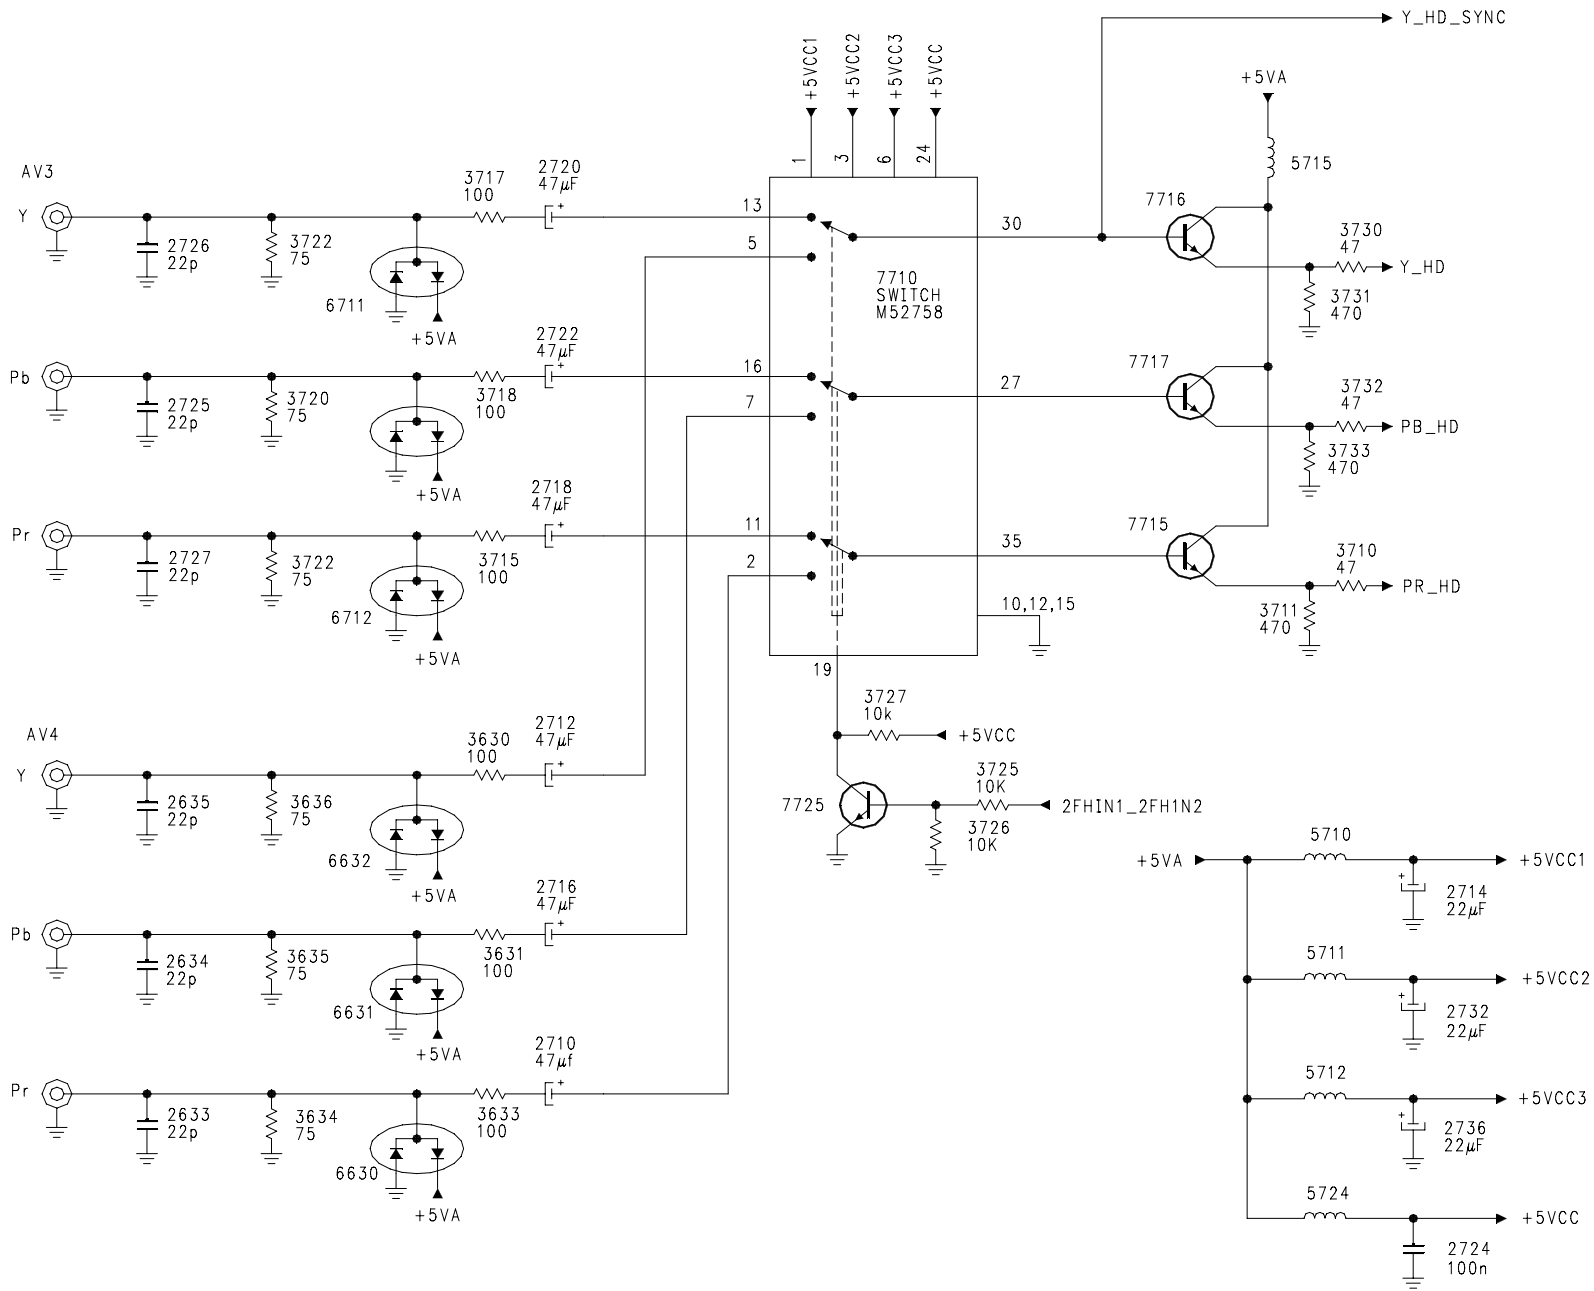 Y_HD_SYNC
+5VCC1
+5VCC2
+5VCC3
+5VCC
+5VA
1
3
6
24
5715
AV3
Y
2726
22p
3722
75
6711
+5VA
3717
100
2720
47µF
13
5
7710
SWITCH
M52758
30
7716
3730
47
Y_HD
3731
470
Pb
2725
22p
3720
75
+5VA
3718
100
2722
47µF
16
7
27
7717
3732
47
PB_HD
3733
470
Pr
2727
22p
3722
75
6712
+5VA
3715
100
2718
47µF
11
2
35
7715
3710
47
PR_HD
3711
470
10,12,15
19
3727
10k
+5VCC
7725
3725
10K
3726
10K
2FHIN1_2FH1N2
AV4
Y
2635
22p
3636
75
6632
+5VA
3630
100
2712
47µF
Pb
2634
22p
3635
75
6631
+5VA
3631
100
2716
47µF
Pr
2633
22p
3634
75
6630
+5VA
3633
100
2710
47µf
+5VA
5710
+5VCC1
2714
22µF
5711
+5VCC2
2732
22µF
5712
+5VCC3
2736
22µF
5724
+5VCC
2724
100n